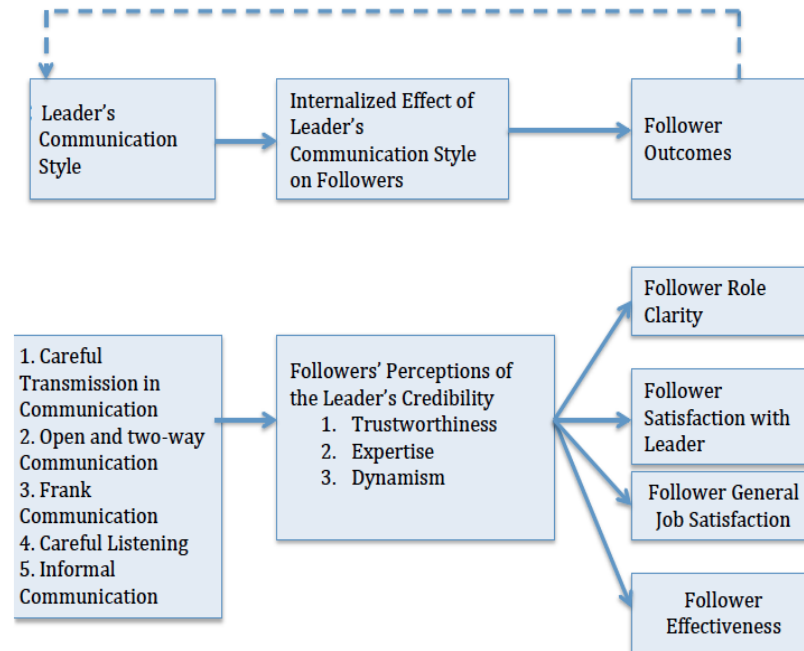 Leader's
Communication
Style
Internalized Effect of
Leader's
Communication Style
on Followers
Follower
Outcomes
1. Careful
Transmission in
Communication
2. Open and two-way
Communication
3. Frank
Communication
4. Careful Listening
5. Informal
Communication
Followers' Perceptions of
the Leader's Credibility
1. Trustworthiness
2. Expertise
3. Dynamism
Follower Role
Clarity
Follower
Satisfaction with
Leader
Follower General
Job Satisfaction
Follower
Effectiveness